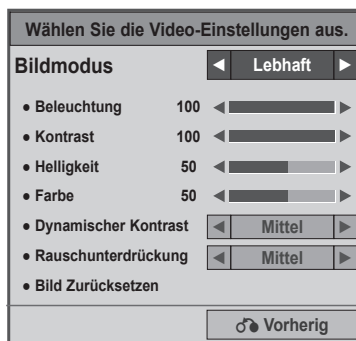 Wählen Sie die Video-Einstellungen aus.
Bildmodus ◄ Lebhaft ►
• Beleuchtung 100 ◄ ►
• Kontrast 100 ◄ ►
• Helligkeit 50 ◄ ►
• Farbe 50 ◄ ►
• Dynamischer Kontrast ◄ Mittel ►
• Rauschunterdrückung ◄ Mittel ►
• Bild Zurücksetzen
Vorherig